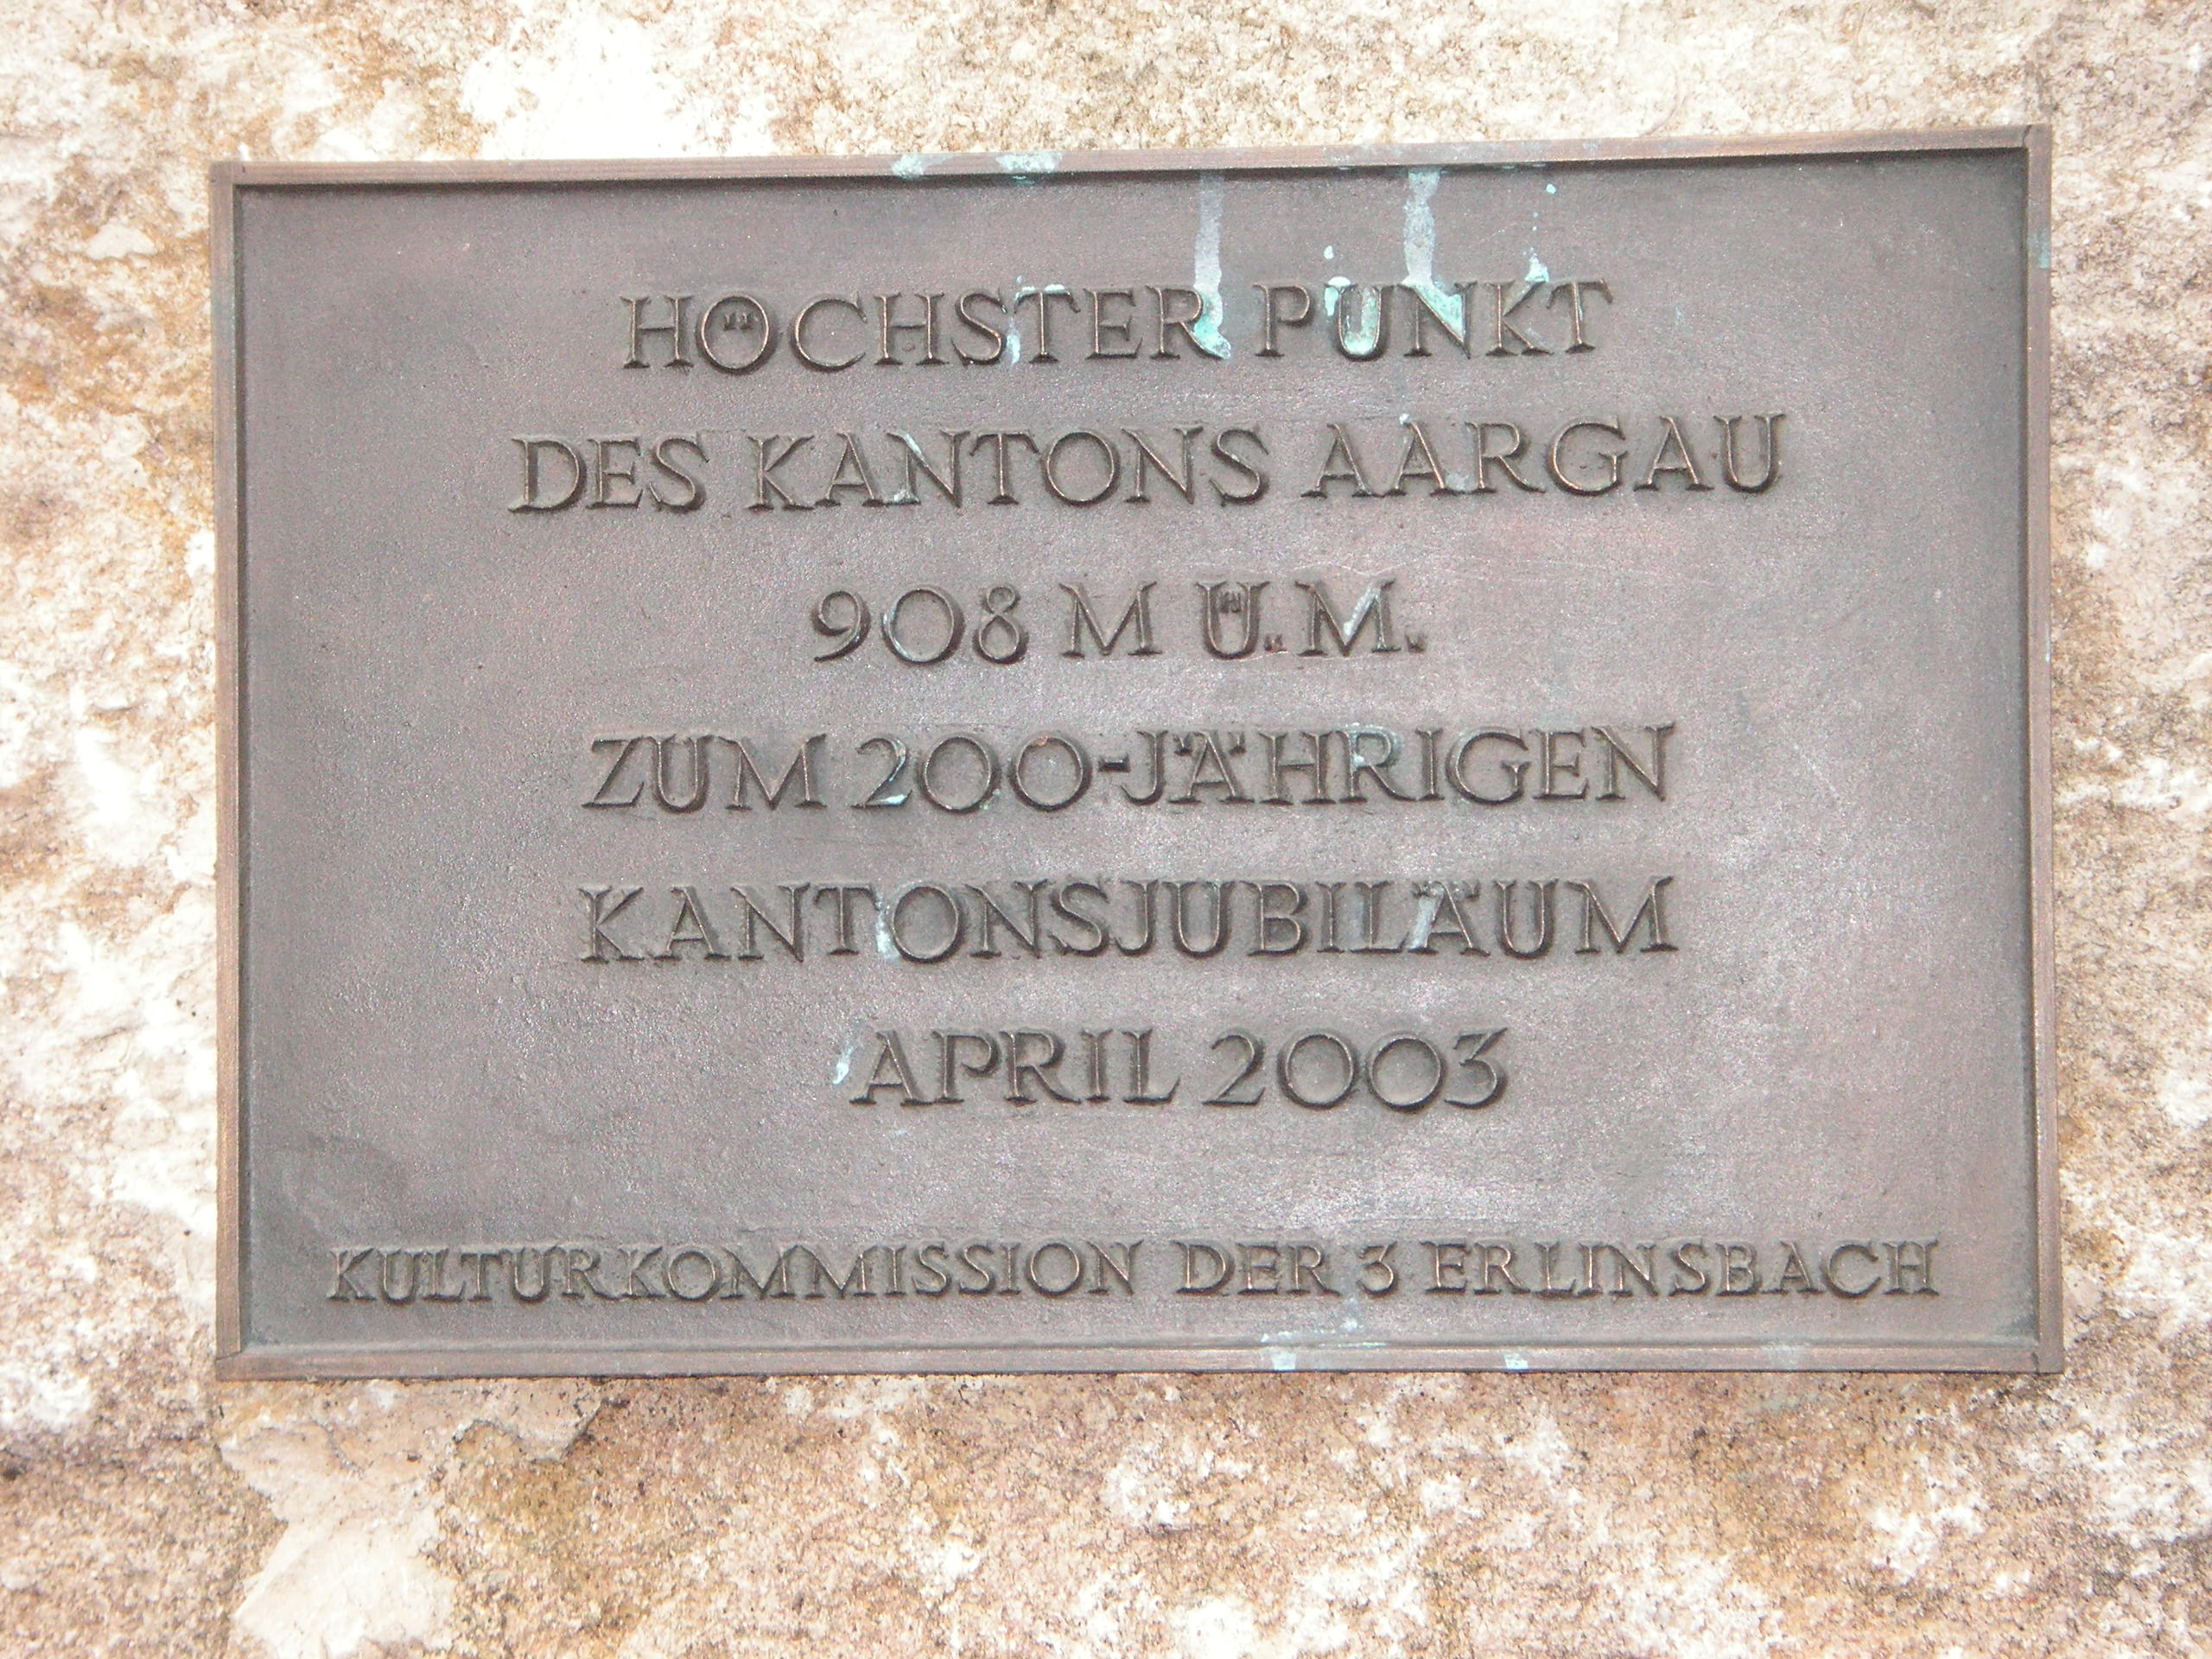 HÖCHSTER PUNKT
DES KANTONS AARGAU
908 M Ü.M.
ZUM 200-JÄHRIGEN
KANTONSJUBILÄUM
APRIL 2003
KULTURKOMMISSION DER 3 ERLINSBACH